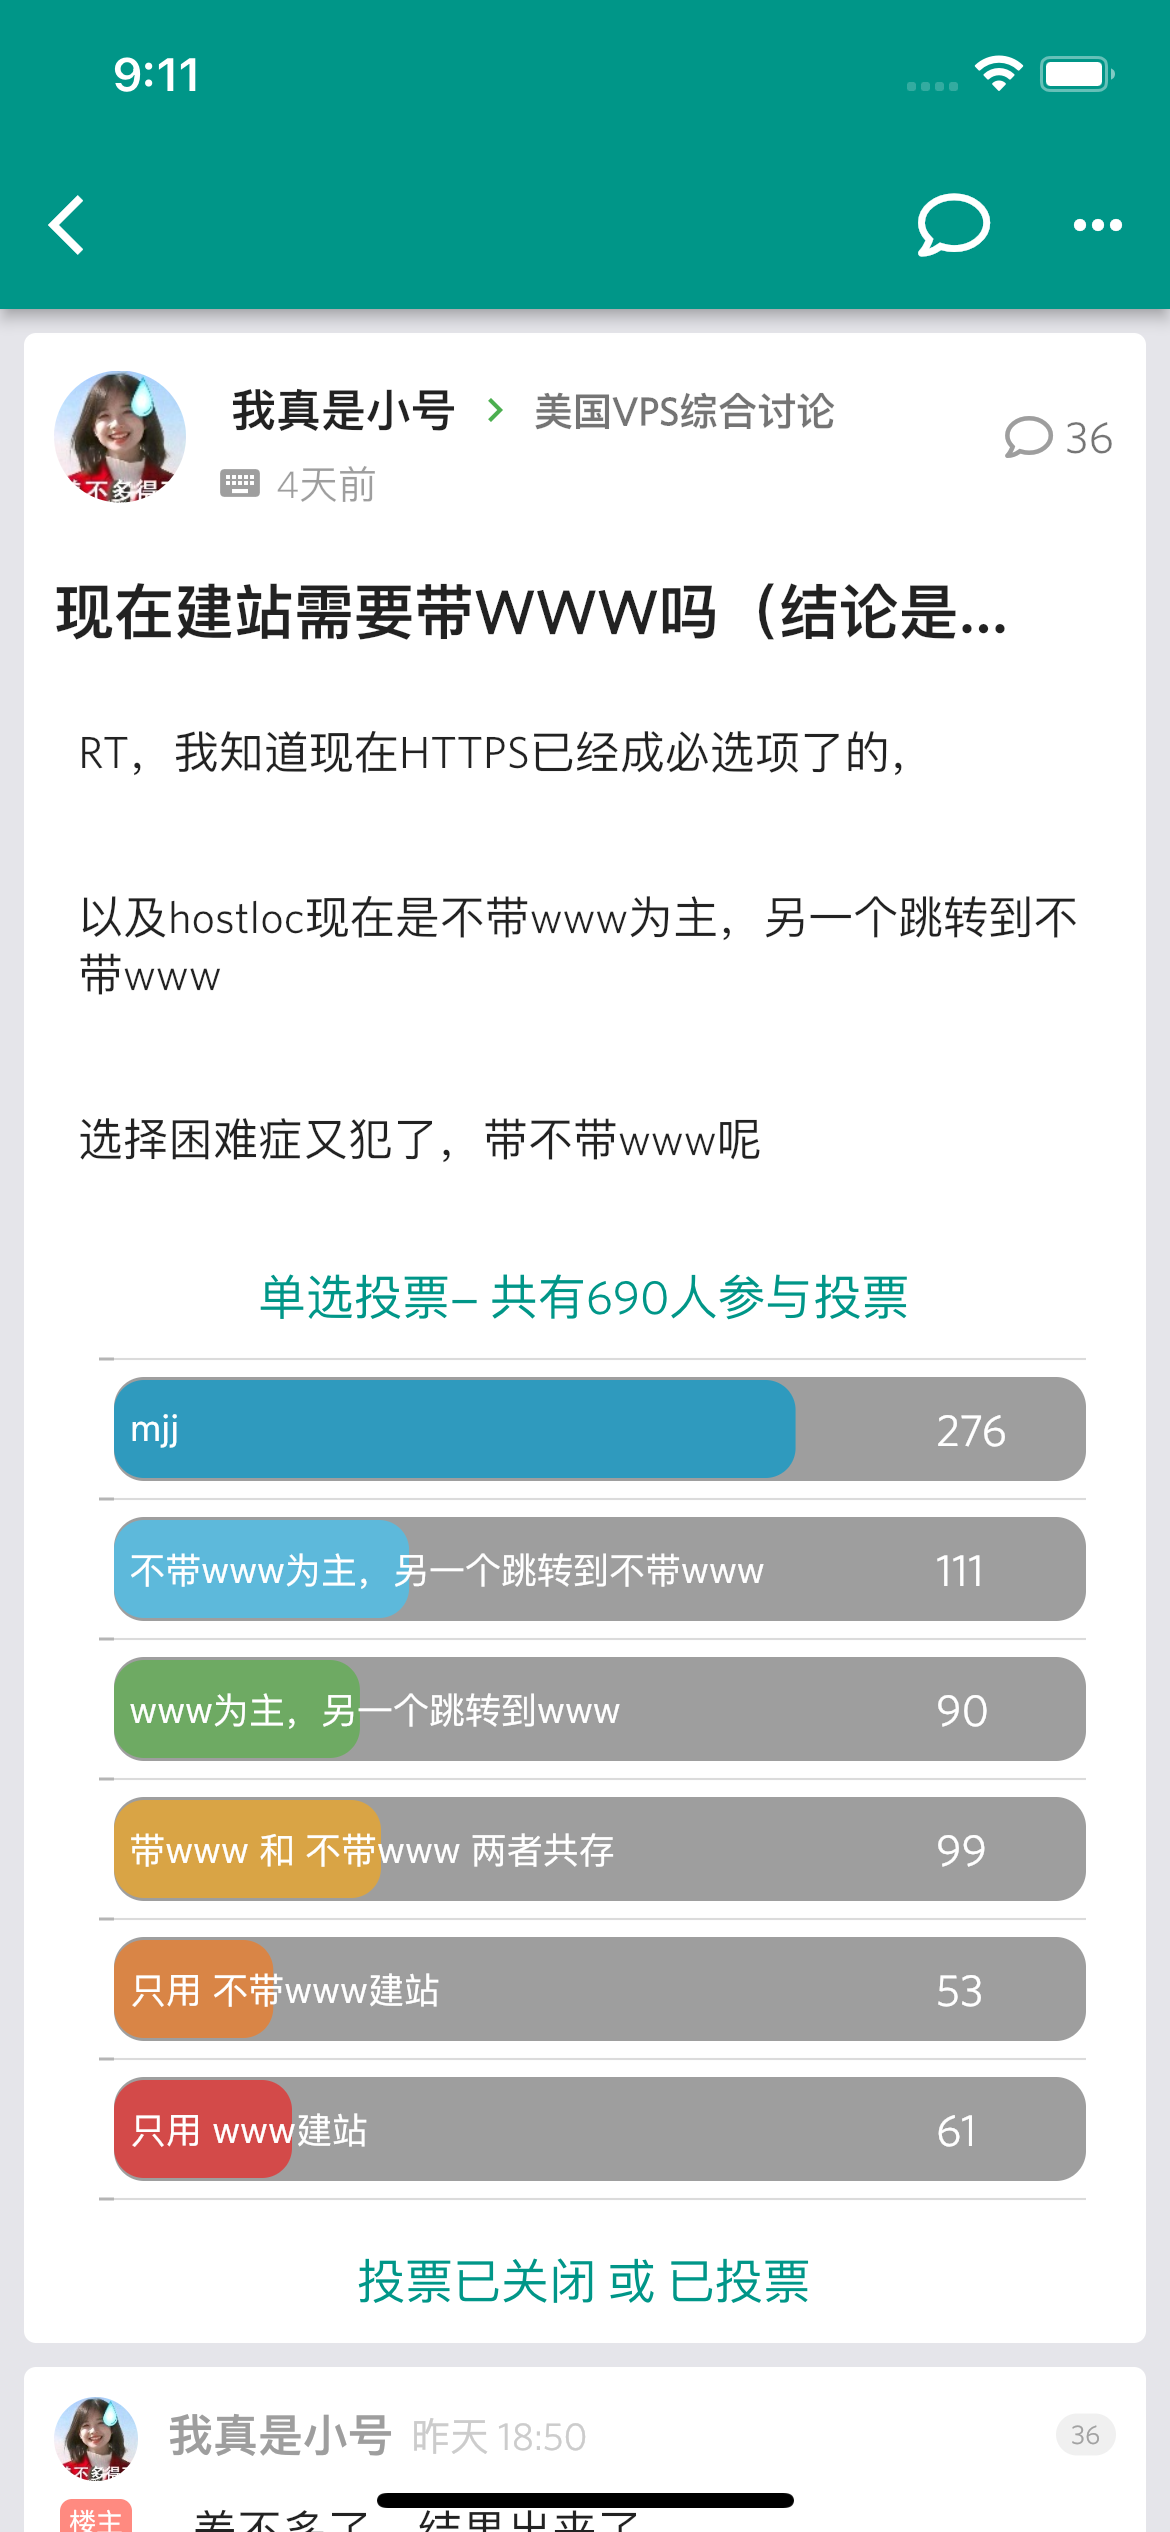 9:11
我真是小号
美国VPS综合讨论
36
4天前
现在建站需要带WWW吗（结论是...
RT，我知道现在HTTPS已经成必选项了的，
以及hostloc现在是不带www为主，另一个跳转到不
带www
选择困难症又犯了，带不带www呢
单选投票– 共有690人参与投票
mjj 276
不带www为主，另一个跳转到不带www 111
www为主，另一个跳转到www 90
带www 和 不带www 两者共存 99
只用 不带www建站 53
只用 www建站 61
投票已关闭 或 已投票
我真是小号 昨天 18:50
36
楼主
差不多了，结果出来了